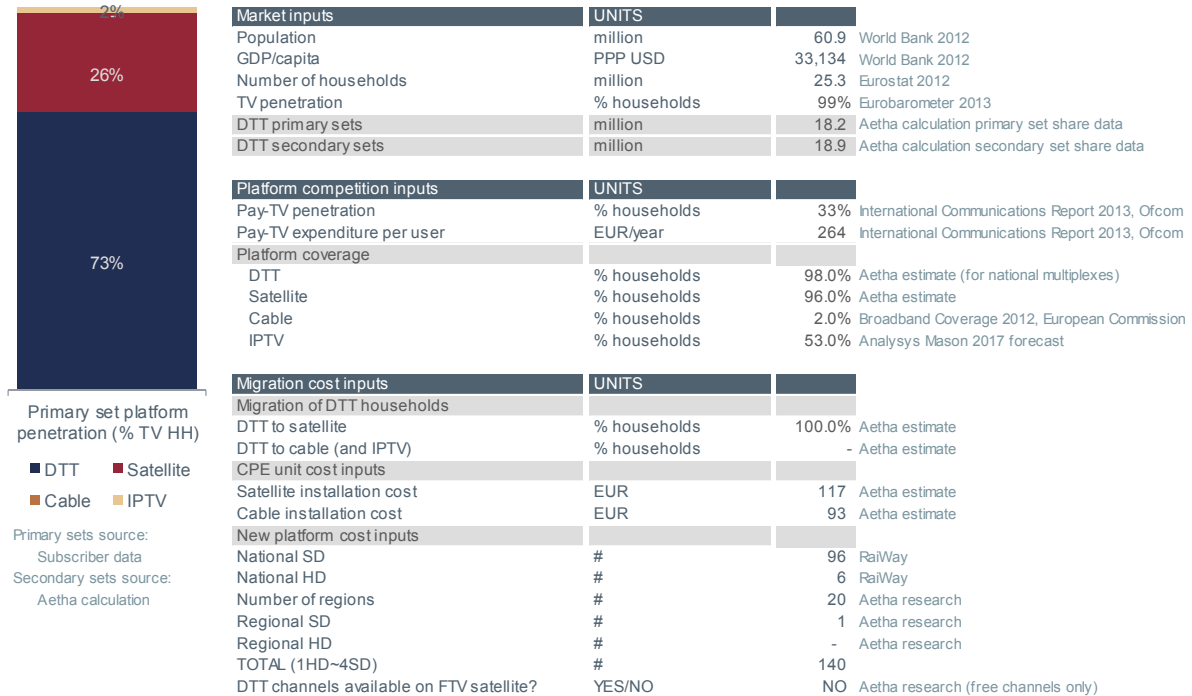 2%
26%
73%
Primary set platform
penetration (% TV HH)
DTT Satellite
Cable IPTV
Primary sets source:
Subscriber data
Secondary sets source:
Aetha calculation
Market inputs UNITS
Population million 60.9 World Bank 2012
GDP/capita PPP USD 33,134 World Bank 2012
Number of households million 25.3 Eurostat 2012
TV penetration % households 99% Eurobarometer 2013
DTT primary sets million 18.2 Aetha calculation primary set share data
DTT secondary sets million 18.9 Aetha calculation secondary set share data
Platform competition inputs UNITS
Pay-TV penetration % households 33% International Communications Report 2013, Ofcom
Pay-TV expenditure per user EUR/year 264 International Communications Report 2013, Ofcom
Platform coverage
DTT % households 98.0% Aetha estimate (for national multiplexes)
Satellite % households 96.0% Aetha estimate
Cable % households 2.0% Broadband Coverage 2012, European Commission
IPTV % households 53.0% Analysys Mason 2017 forecast
Migration cost inputs UNITS
Migration of DTT households
DTT to satellite % households 100.0% Aetha estimate
DTT to cable (and IPTV) % households - Aetha estimate
CPE unit cost inputs
Satellite installation cost EUR 117 Aetha estimate
Cable installation cost EUR 93 Aetha estimate
New platform cost inputs
National SD # 96 RaiWay
National HD # 6 RaiWay
Number of regions # 20 Aetha research
Regional SD # 1 Aetha research
Regional HD # - Aetha research
TOTAL (1HD~4SD) # 140
DTT channels available on FTV satellite? YES/NO NO Aetha research (free channels only)